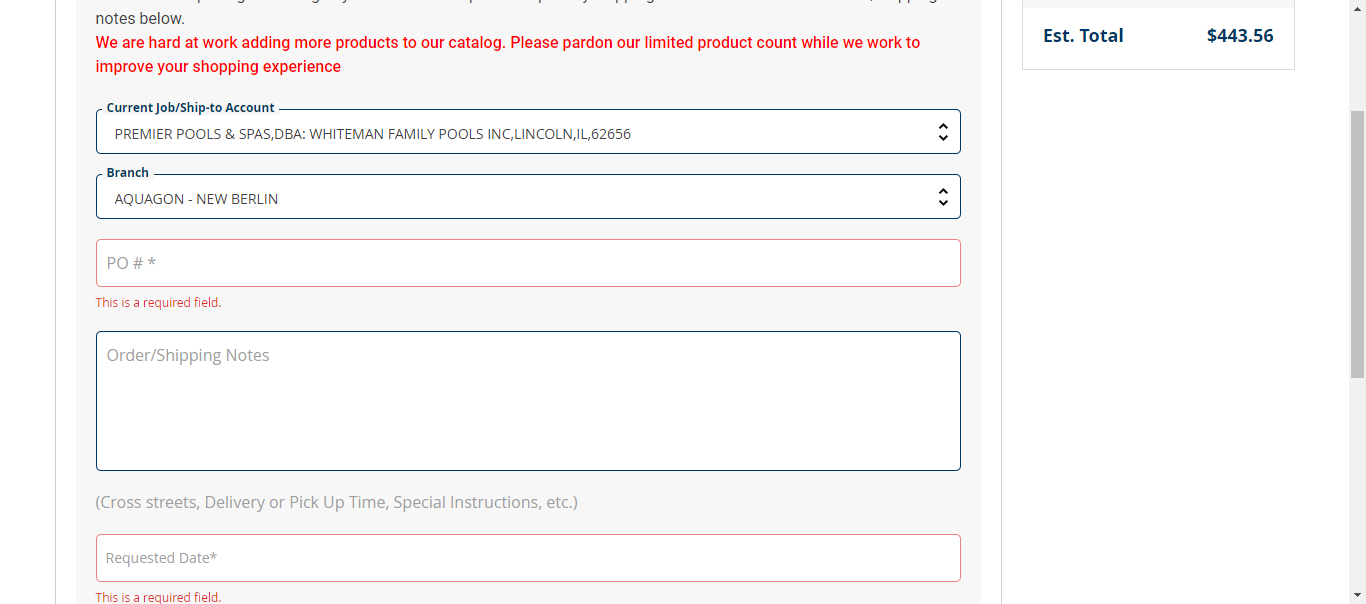 notes below.
We are hard at work adding more products to our catalog. Please pardon our limited product count while we work to
improve your shopping experience
Est. Total $443.56
Current Job/Ship-to Account
PREMIER POOLS & SPAS,DBA: WHITEMAN FAMILY POOLS INC,LINCOLN,IL,62656
Branch
AQUAGON - NEW BERLIN
PO # *
This is a required field.
Order/Shipping Notes
(Cross streets, Delivery or Pick Up Time, Special Instructions, etc.)
Requested Date*
This is a required field.